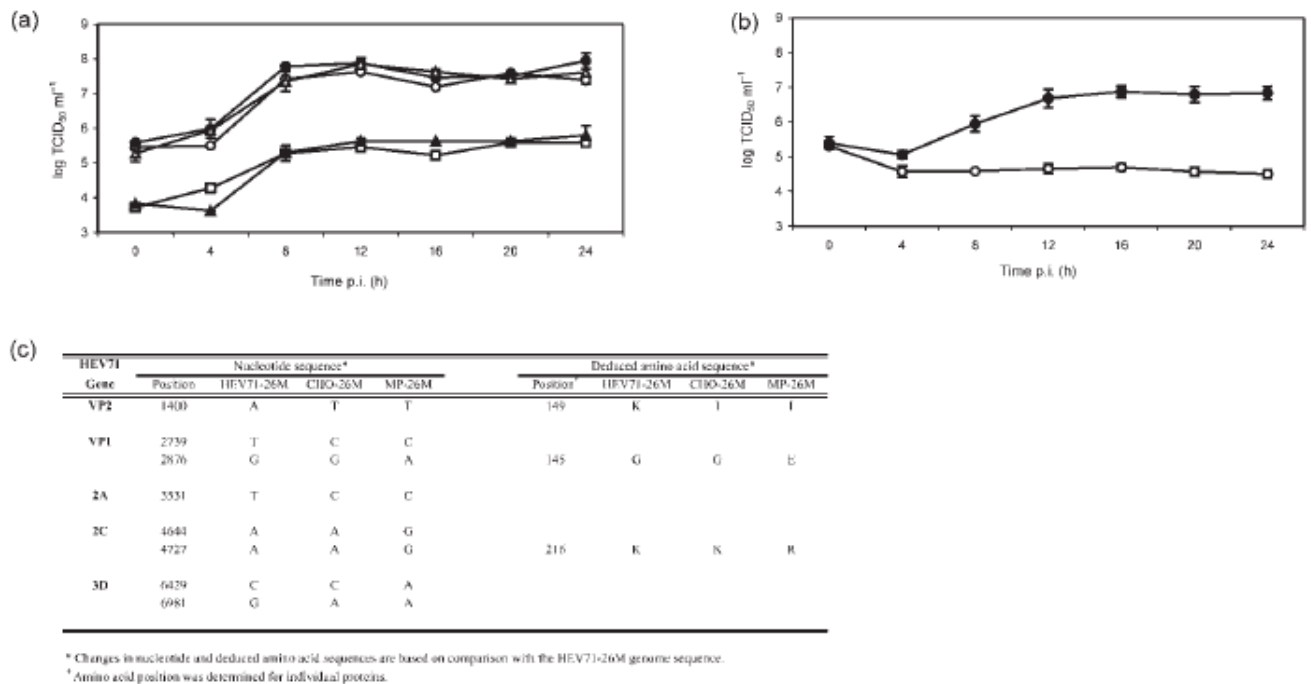 (a)
9
8
7
6
5
4
3
log TCID50 ml−1
0 4 8 12 16 20 24
Time p.i. (h)
(b)
9
8
7
6
5
4
3
log TCID50 ml−1
0 4 8 12 16 20 24
Time p.i. (h)
(c)
HEV71 Nucleotide sequence* Deduced amino acid sequence*
Gene Position HEV71-26M CHO-26M MP-26M Position† HEV71-26M CHO-26M MP-26M
VP2 1400 A T T 149 K I I
VP1 2739 T C C
2876 G G A 145 G G E
2A 3531 T C C
2C 4644 A A G
4727 A A G 216 K K R
3D 6429 C C A
6981 G A A
* Changes in nucleotide and deduced amino acid sequences are based on comparison with the HEV71-26M genome sequence.
† Amino acid position was determined for individual proteins.